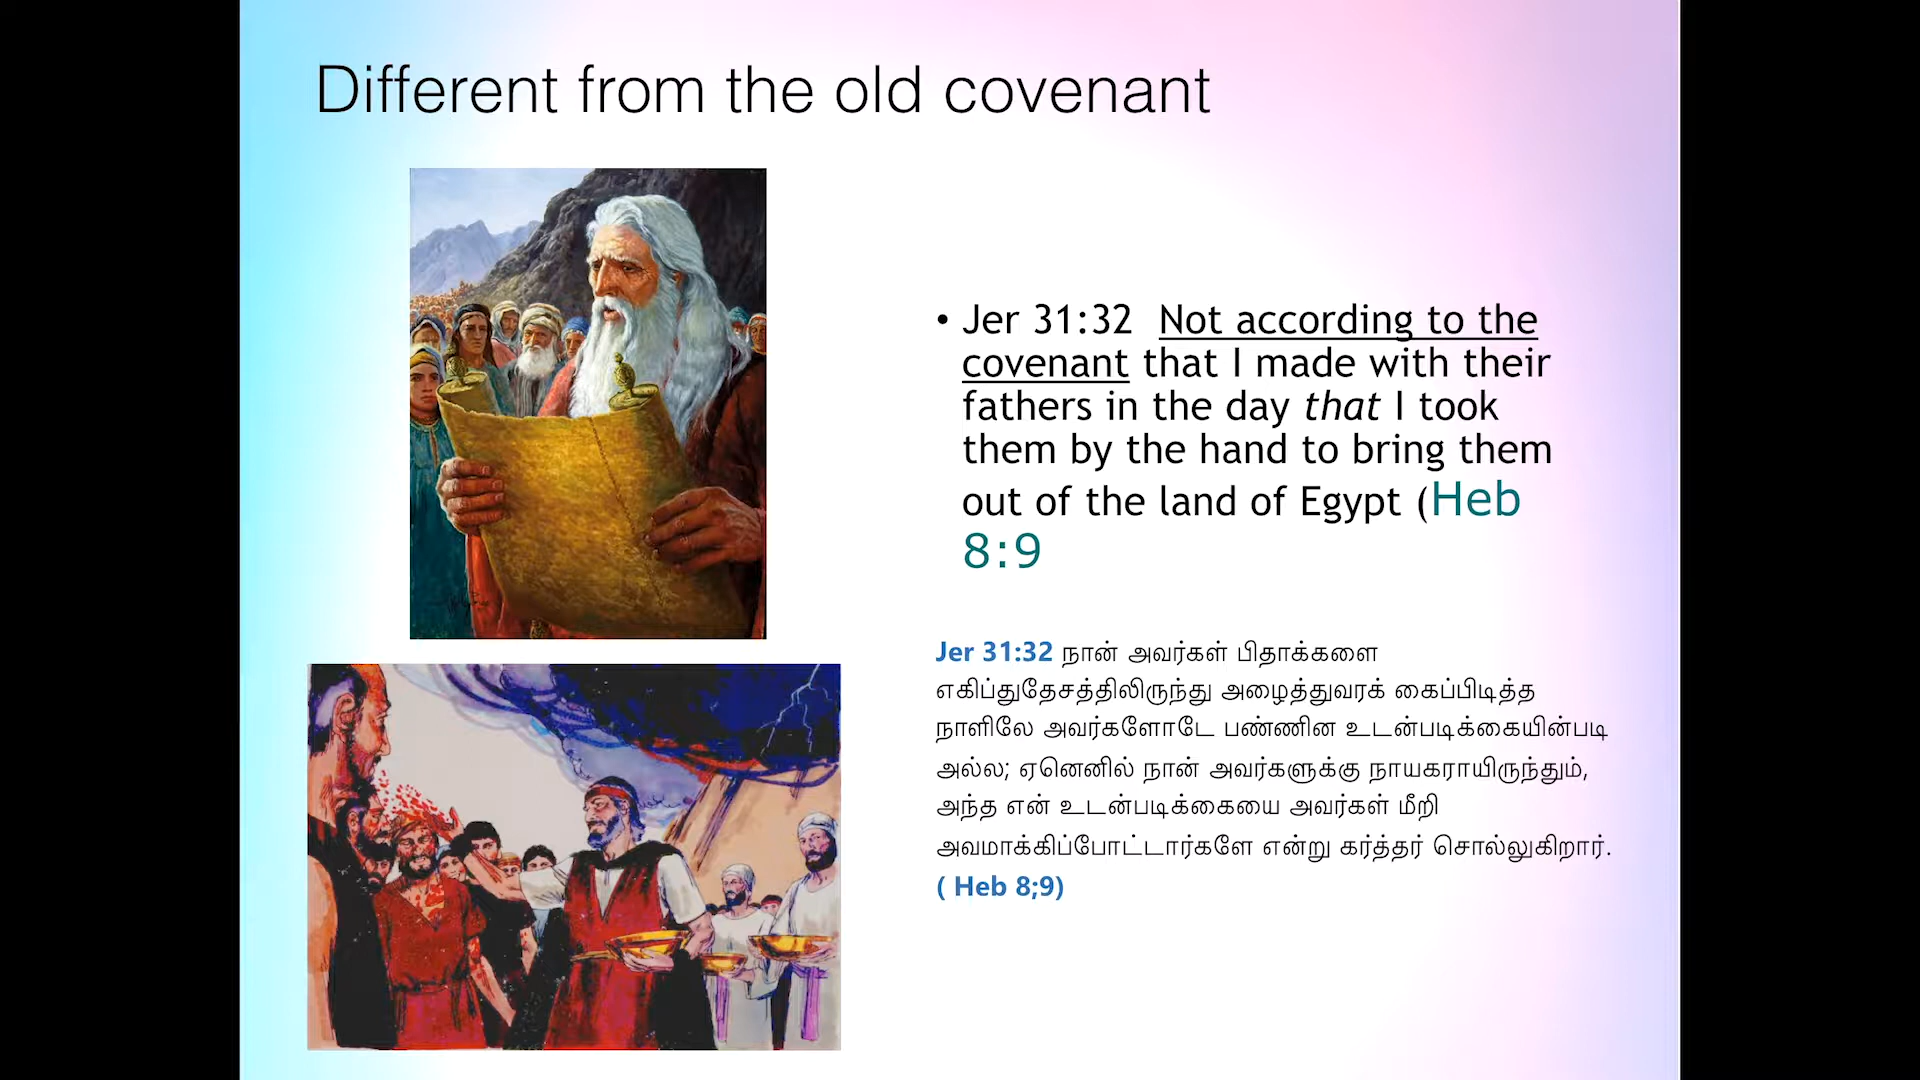 Different from the old covenant
• Jer 31:32 Not according to the
covenant that I made with their
fathers in the day that I took
them by the hand to bring them
out of the land of Egypt (Heb
8:9
Jer 31:32 நான் அவர்கள் பிதாக்களை
எகிப்துதேசத்திலிருந்து அழைத்துவரக் கைப்பிடித்த
நாளிலே அவர்களோடே பண்ணின உடன்படிக்கையின்படி
அல்ல; ஏனெனில் நான் அவர்களுக்கு நாயகராயிருந்தும்,
அந்த என் உடன்படிக்கையை அவர்கள் மீறி
அவமாக்கிப்போட்டார்களே என்று கர்த்தர் சொல்லுகிறார்.
( Heb 8;9)